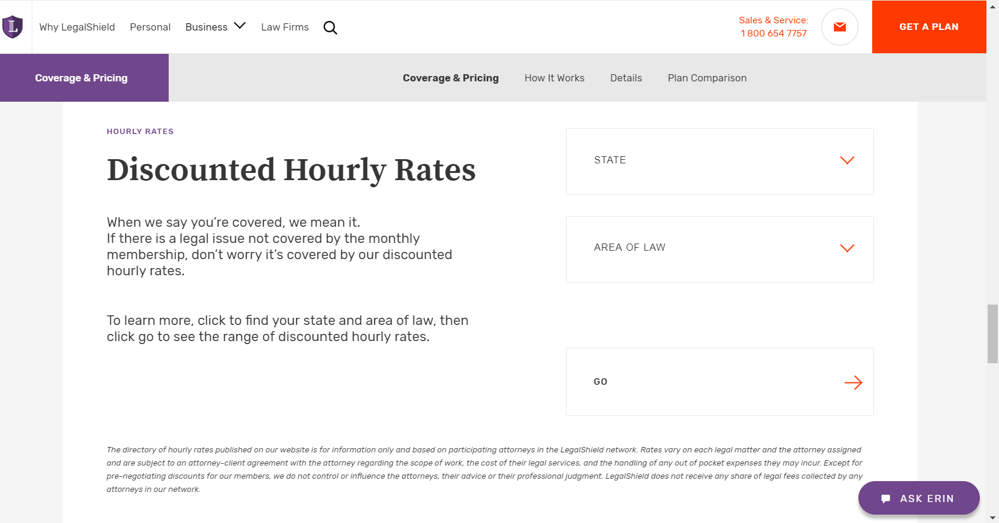 L
Why LegalShield
Personal
Business
Law Firms
Sales & Service:
1 800 654 7757
GET A PLAN
Coverage & Pricing
Coverage & Pricing
How It Works
Details
Plan Comparison
HOURLY RATES
Discounted Hourly Rates
When we say you’re covered, we mean it.
If there is a legal issue not covered by the monthly
membership, don’t worry it’s covered by our discounted
hourly rates.
To learn more, click to find your state and area of law, then
click go to see the range of discounted hourly rates.
STATE
AREA OF LAW
GO
The directory of hourly rates published on our website is for information only and based on participating attorneys in the LegalShield network. Rates vary on each legal matter and the attorney assigned
and are subject to an attorney-client agreement with the attorney regarding the scope of work, the cost of their legal services, and the handling of any out of pocket expenses they may incur. Except for
pre-negotiating discounts for our members, we do not control or influence the attorneys, their advice or their professional judgment. LegalShield does not receive any share of legal fees collected by any
attorneys in our network.
ASK ERIN